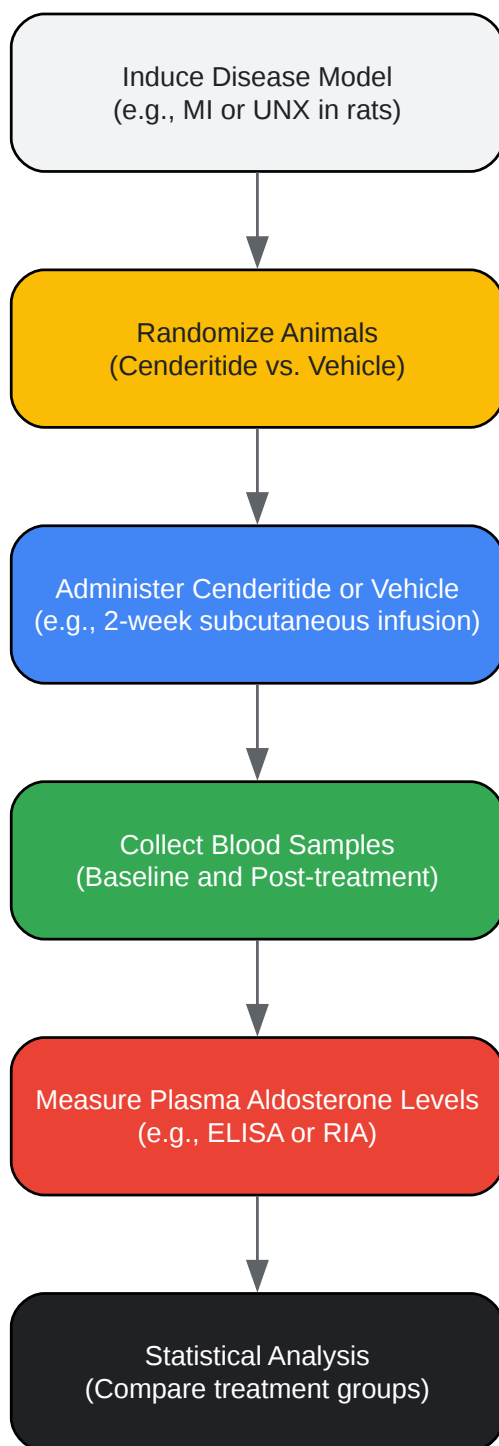 Induce Disease Model
(e.g., MI or UNX in rats)
Randomize Animals
(Cenderitide vs. Vehicle)
Administer Cenderitide or Vehicle
(e.g., 2-week subcutaneous infusion)
Collect Blood Samples
(Baseline and Post-treatment)
Measure Plasma Aldosterone Levels
(e.g., ELISA or RIA)
Statistical Analysis
(Compare treatment groups)